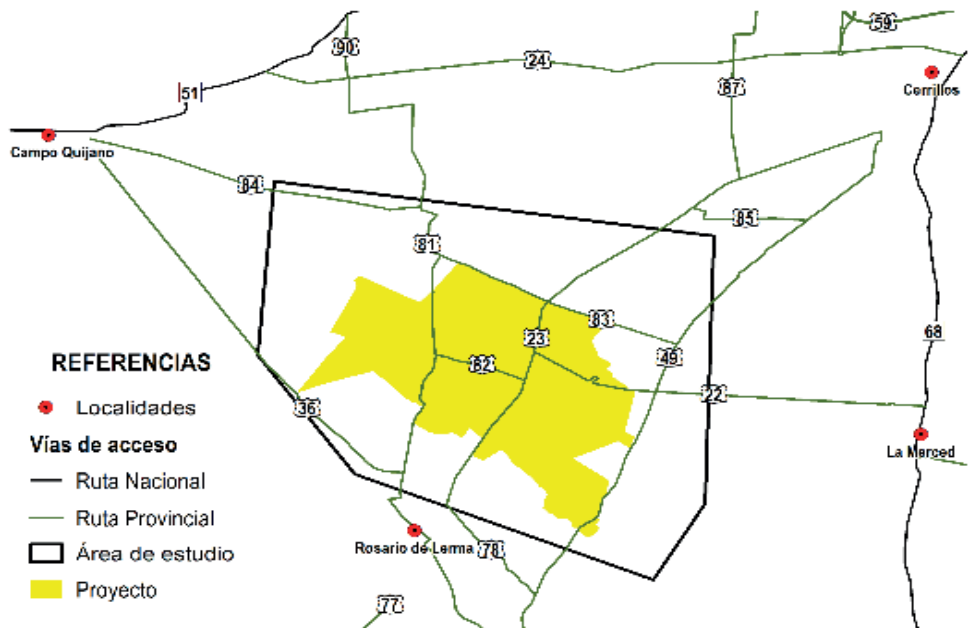 59
90
24
51
87
Cerrillos
Campo Quijano
84
85
81
83
23
68
REFERENCIAS
82
49
22
Localidades
36
Vías de acceso
La Merced
Ruta Nacional
Ruta Provincial
Área de estudio
Rosario de Lerma
78
Proyecto
77